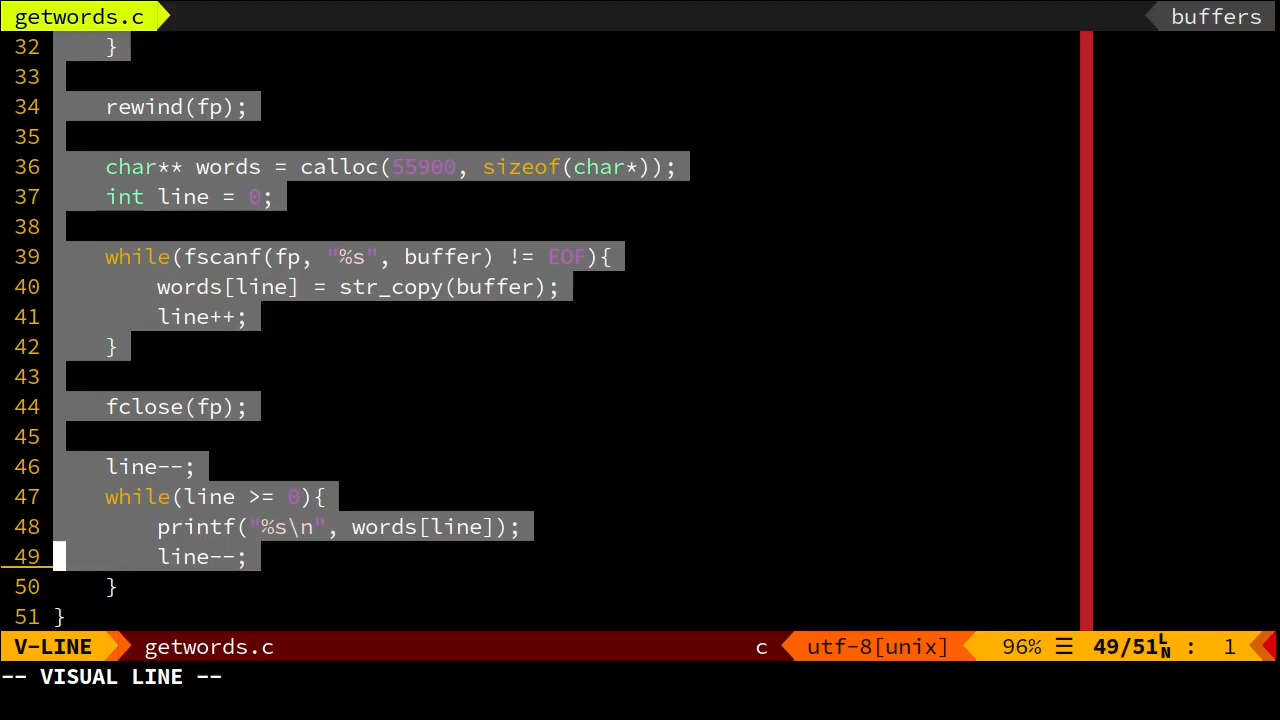 getwords.c buffers
32 }
33
34 rewind(fp);
35
36 char** words = calloc(55900, sizeof(char*));
37 int line = 0;
38
39 while(fscanf(fp, "%s", buffer) != EOF){
40 words[line] = str_copy(buffer);
41 line++;
42 }
43
44 fclose(fp);
45
46 line--;
47 while(line >= 0){
48 printf("%s\n", words[line]);
49 line--;
50 }
51 }
V-LINE getwords.c c utf-8[unix] 96% ☰ 49/51 LN : 1
-- VISUAL LINE --